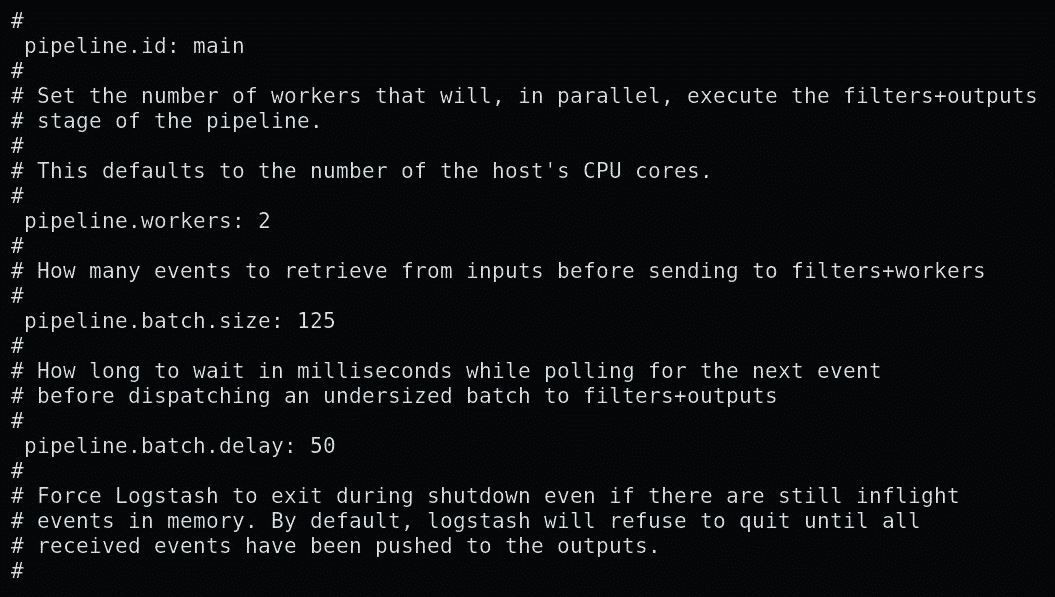 #
 pipeline.id: main
#
# Set the number of workers that will, in parallel, execute the filters+outputs
# stage of the pipeline.
#
# This defaults to the number of the host's CPU cores.
#
 pipeline.workers: 2
#
# How many events to retrieve from inputs before sending to filters+workers
#
 pipeline.batch.size: 125
#
# How long to wait in milliseconds while polling for the next event
# before dispatching an undersized batch to filters+outputs
#
 pipeline.batch.delay: 50
#
# Force Logstash to exit during shutdown even if there are still inflight
# events in memory. By default, logstash will refuse to quit until all
# received events have been pushed to the outputs.
#